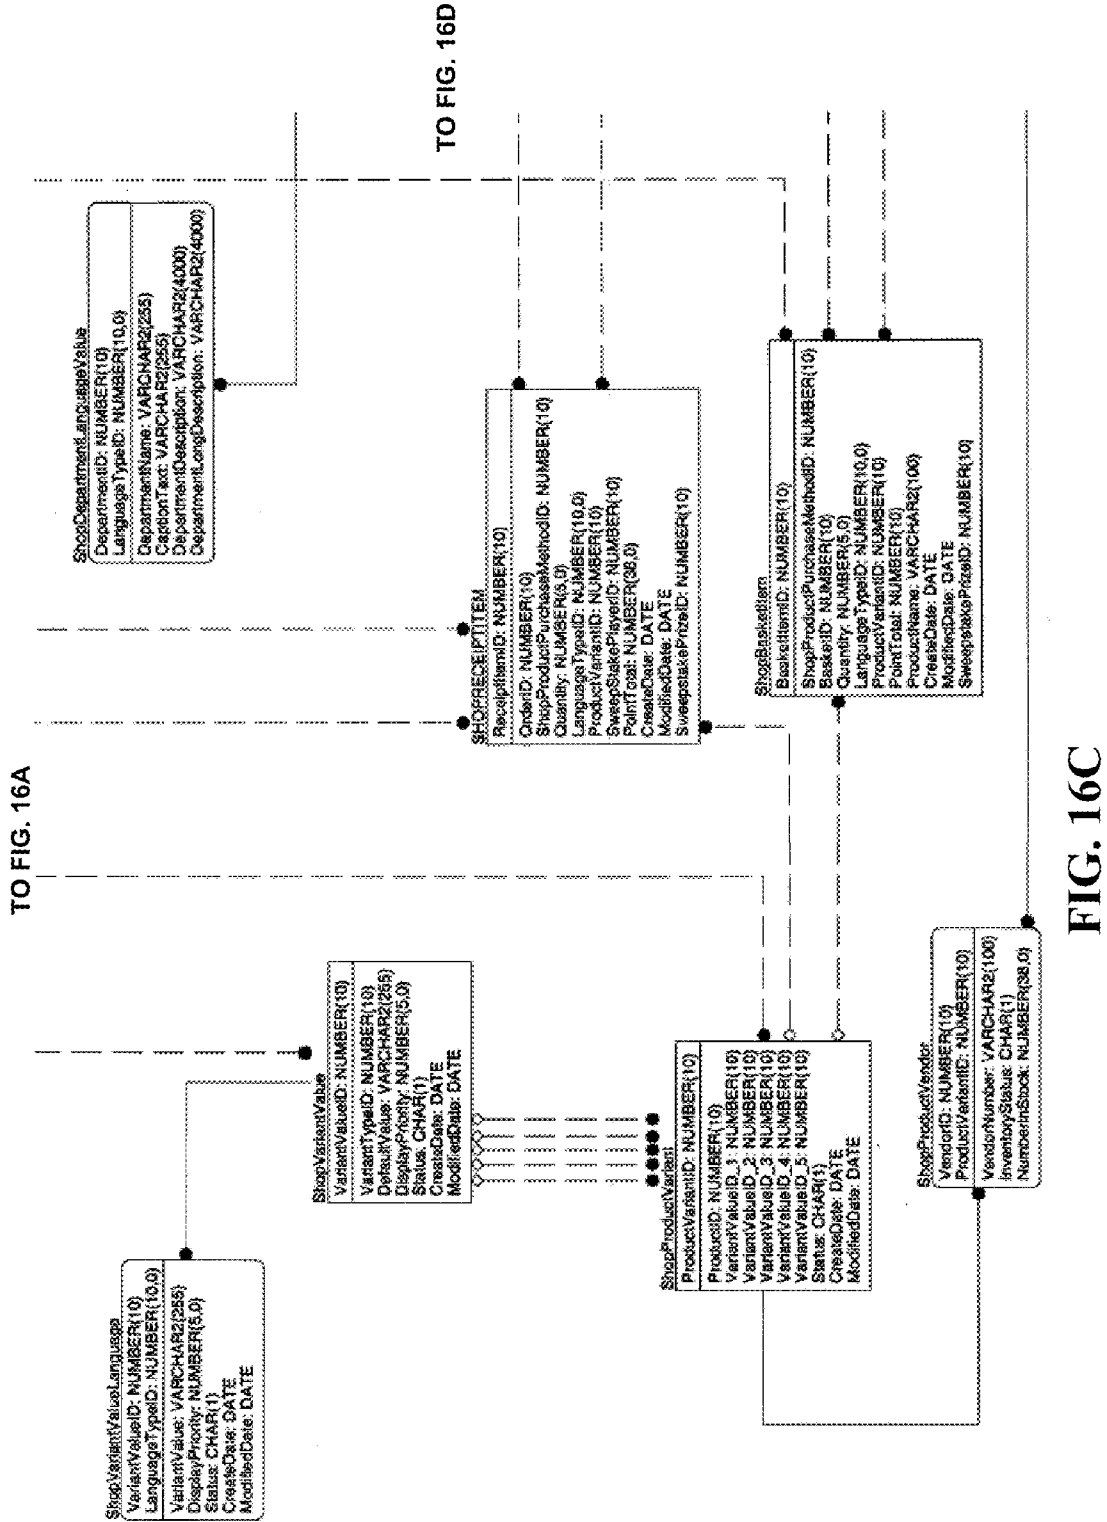 TO FIG. 16A
TO FIG. 16D
ShopVariantValueLanguage
VariantValueID: NUMBER(10)
LanguageTypeID: NUMBER(10,0)
VariantValue: VARCHAR2(255)
DisplayPriority: NUMBER(5,0)
Status: CHAR(1)
CreateDate: DATE
ModifiedDate: DATE
ShopVariantValue
VariantValueID: NUMBER(10)
VariantTypeID: NUMBER(10)
DefaultValue: VARCHAR2(255)
DisplayPriority: NUMBER(5,0)
Status: CHAR(1)
CreateDate: DATE
ModifiedDate: DATE
ShopDepartmentLanguageValue
DepartmentID: NUMBER(10)
LanguageTypeID: NUMBER(10,0)
DepartmentName: VARCHAR2(255)
CaptionText: VARCHAR2(255)
DepartmentDescription: VARCHAR2(4000)
DepartmentLongDescription: VARCHAR2(4000)
SHOPRECEIPTITEM
ReceiptItemID: NUMBER(10)
OrderID: NUMBER(10)
ShopProductPurchaseMethodID: NUMBER(10)
Quantity: NUMBER(5,0)
LanguageTypeID: NUMBER(10,0)
ProductVariantID: NUMBER(10)
SweepStakePlayerID: NUMBER(10)
PointTotal: NUMBER(38,0)
CreateDate: DATE
ModifiedDate: DATE
SweepstakePrizeID: NUMBER(10)
ShopProductVariant
ProductVariantID: NUMBER(10)
ProductID: NUMBER(10)
VariantValueID_1: NUMBER(10)
VariantValueID_2: NUMBER(10)
VariantValueID_3: NUMBER(10)
VariantValueID_4: NUMBER(10)
VariantValueID_5: NUMBER(10)
Status: CHAR(1)
CreateDate: DATE
ModifiedDate: DATE
ShopBasketItem
BasketItemID: NUMBER(10)
ShopProductPurchaseMethodID: NUMBER(10)
BasketID: NUMBER(10)
Quantity: NUMBER(5,0)
LanguageTypeID: NUMBER(10,0)
ProductVariantID: NUMBER(10)
PointTotal: NUMBER(10)
ProductName: VARCHAR2(100)
CreateDate: DATE
ModifiedDate: DATE
SweepstakePrizeID: NUMBER(10)
ShopProductVendor
VendorID: NUMBER(10)
ProductVariantID: NUMBER(10)
VendorNumber: VARCHAR2(100)
InventoryStatus: CHAR(1)
NumberInStock: NUMBER(38,0)
FIG. 16C